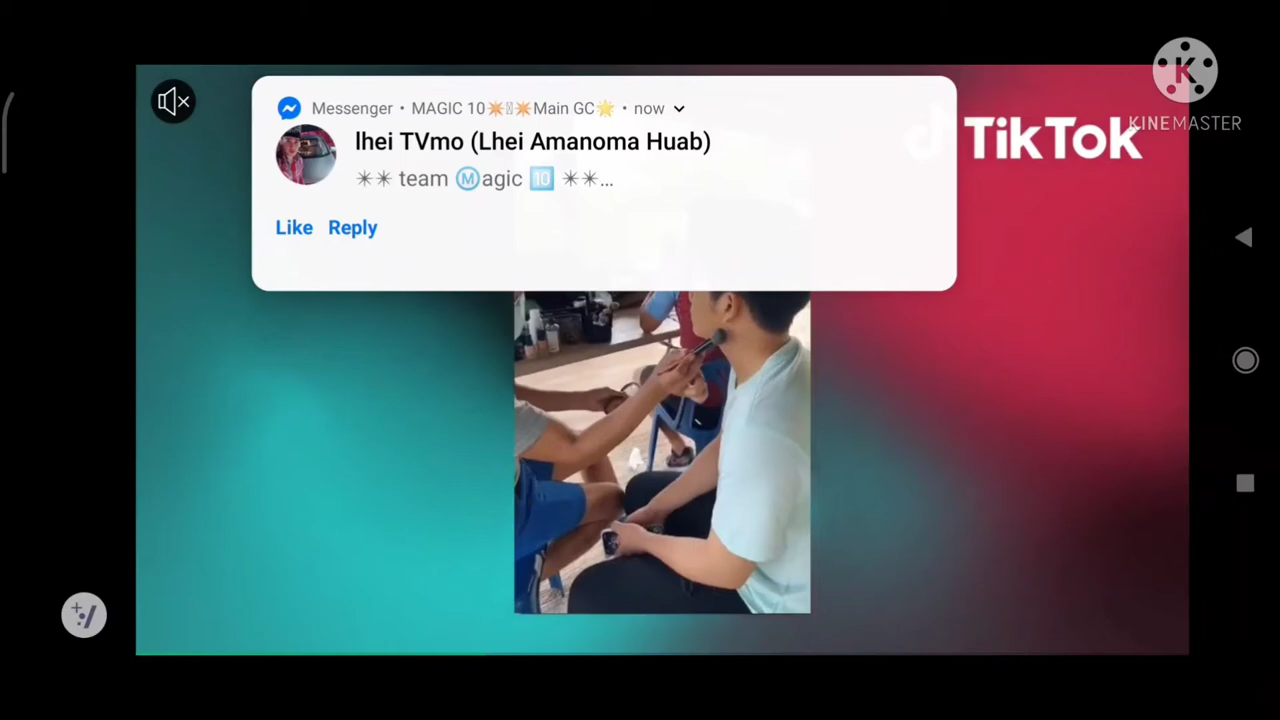 Messenger • MAGIC 10💥🪄💥Main GC🌟 • now
lhei TVmo (Lhei Amanoma Huab)
✴✴ team Ⓜagic 🔟 ✴✴...
Like Reply
TikTok
K
KINEMASTER